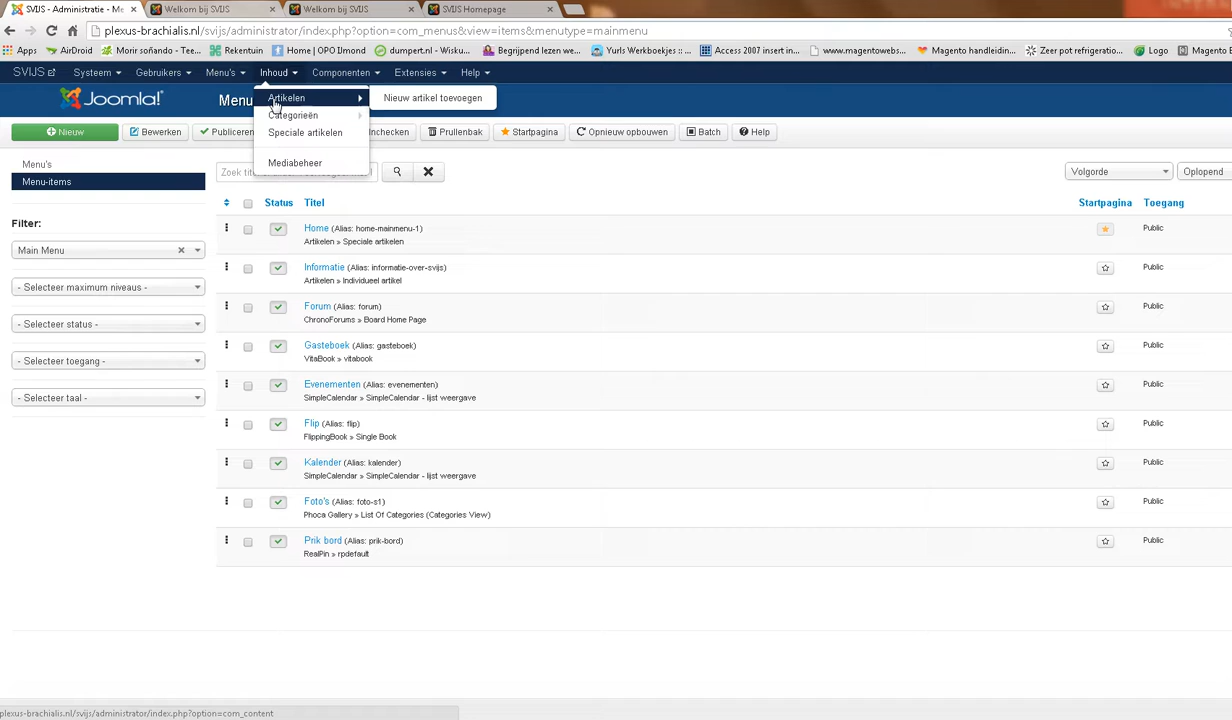 SVIJS - Administratie - Me
Welkom bij SVIJS
Welkom bij SVIJS
SVIJS Homepage
plexus-brachialis.nl/svijs/administrator/index.php?option=com_menus&view=items&menutype=mainmenu
Apps AirDroid Morir soñando - Tee... Rekentuin Home | OPO IJmond dumpert.nl - Wisku... Begrijpend lezen we... Yurls Werkboekjes ::... Access 2007 insert in... www.magentowebs... Magento handleidin... Zeer pot refrigeratio... Logo Nieuwetijds B
SVIJS Systeem Gebruikers Menu's Inhoud Componenten Extensies Help
Joomla! Menu
Artikelen Nieuw artikel toevoegen
Categorieën
Speciale artikelen
Mediabeheer
Nieuw Bewerken Publiceren Inchecken Prullenbak Startpagina Opnieuw opbouwen Batch Help
Menu's
Menu-items
Volgorde Oplopend
Status Titel Startpagina Toegang
Filter:
Main Menu
- Selecteer maximum niveaus -
- Selecteer status -
- Selecteer toegang -
- Selecteer taal -
Home (Alias: home-mainmenu-1) Public
Artikelen » Speciale artikelen
Informatie (Alias: informatie-over-svijs) Public
Artikelen » Individueel artikel
Forum (Alias: forum) Public
ChronoForums » Board Home Page
Gasteboek (Alias: gasteboek) Public
VitaBook » vitabook
Evenementen (Alias: evenementen) Public
SimpleCalendar » SimpleCalendar - lijst weergave
Flip (Alias: flip) Public
FlippingBook » Single Book
Kalender (Alias: kalender) Public
SimpleCalendar » SimpleCalendar - lijst weergave
Foto's (Alias: foto-s1) Public
Phoca Gallery » List Of Categories (Categories View)
Prik bord (Alias: prik-bord) Public
RealPin » rpdefault
plexus-brachialis.nl/svijs/administrator/index.php?option=com_content